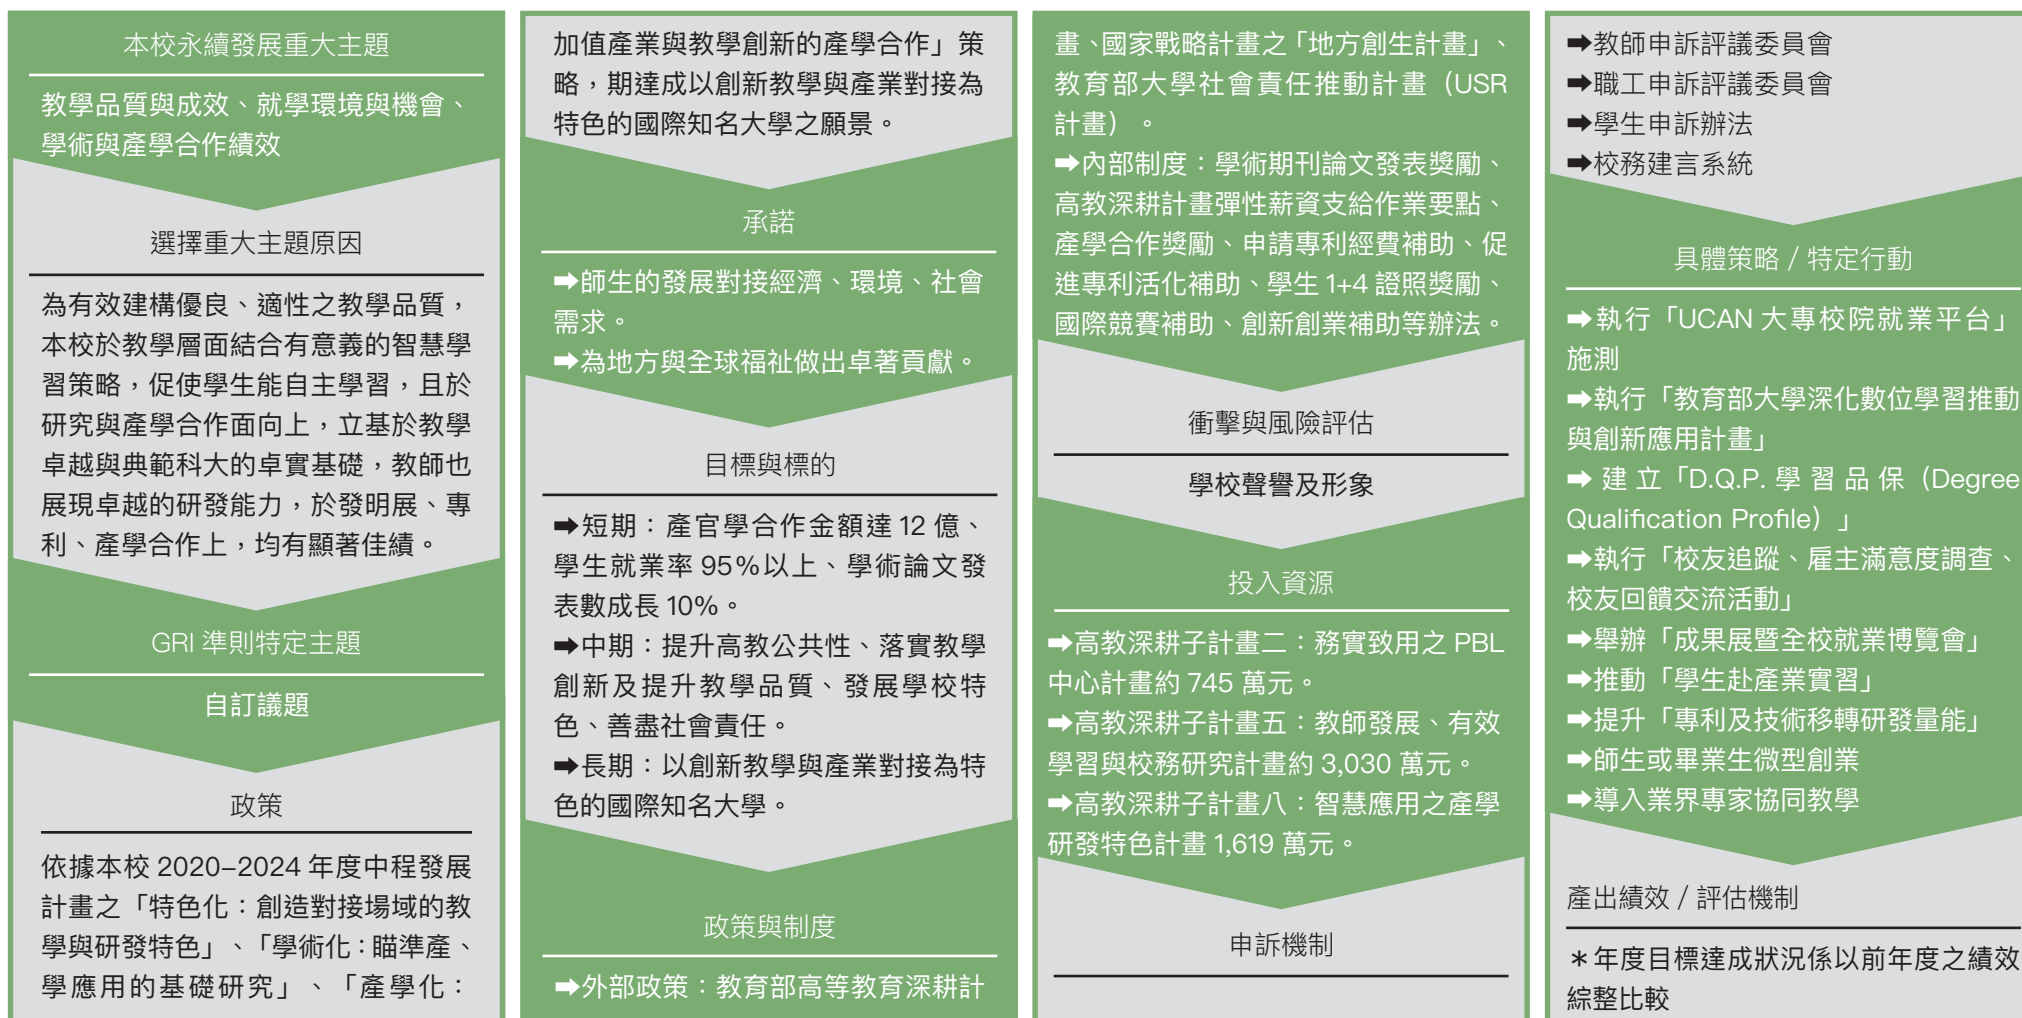 本校永續發展重大主題
教學品質與成效、就學環境與機會、
學術與產學合作績效
選擇重大主題原因
為有效建構優良、適性之教學品質，
本校於教學層面結合有意義的智慧學
習策略，促使學生能自主學習，且於
研究與產學合作面向上，立基於教學
卓越與典範科大的卓實基礎，教師也
展現卓越的研發能力，於發明展、專
利、產學合作上，均有顯著佳績。
GRI 準則特定主題
自訂議題
政策
依據本校 2020–2024 年度中程發展
計畫之「特色化：創造對接場域的教
學與研發特色」、「學術化：瞄準產、
學應用的基礎研究」、「產學化：
加值產業與教學創新的產學合作」策
略，期達成以創新教學與產業對接為
特色的國際知名大學之願景。
承諾
➡師生的發展對接經濟、環境、社會
需求。
➡為地方與全球福祉做出卓著貢獻。
目標與標的
➡短期：產官學合作金額達 12 億、
學生就業率 95%以上、學術論文發
表數成長 10%。
➡中期：提升高教公共性、落實教學
創新及提升教學品質、發展學校特
色、善盡社會責任。
➡長期：以創新教學與產業對接為特
色的國際知名大學。
政策與制度
➡外部政策：教育部高等教育深耕計
畫、國家戰略計畫之「地方創生計畫」、
教育部大學社會責任推動計畫（USR
計畫）。
➡內部制度：學術期刊論文發表獎勵、
高教深耕計畫彈性薪資支給作業要點、
產學合作獎勵、申請專利經費補助、促
進專利活化補助、學生 1+4 證照獎勵、
國際競賽補助、創新創業補助等辦法。
衝擊與風險評估
學校聲譽及形象
投入資源
➡高教深耕子計畫二：務實致用之 PBL
中心計畫約 745 萬元。
➡高教深耕子計畫五：教師發展、有效
學習與校務研究計畫約 3,030 萬元。
➡高教深耕子計畫八：智慧應用之產學
研發特色計畫 1,619 萬元。
申訴機制
➡教師申訴評議委員會
➡職工申訴評議委員會
➡學生申訴辦法
➡校務建言系統
具體策略 / 特定行動
➡執行「UCAN 大專校院就業平台」
施測
➡執行「教育部大學深化數位學習推動
與創新應用計畫」
➡建立「D.Q.P. 學習品保（Degree
Qualification Profile）」
➡執行「校友追蹤、雇主滿意度調查、
校友回饋交流活動」
➡舉辦「成果展暨全校就業博覽會」
➡推動「學生赴產業實習」
➡提升「專利及技術移轉研發量能」
➡師生或畢業生微型創業
➡導入業界專家協同教學
產出績效 / 評估機制
＊年度目標達成狀況係以前年度之績效
綜整比較